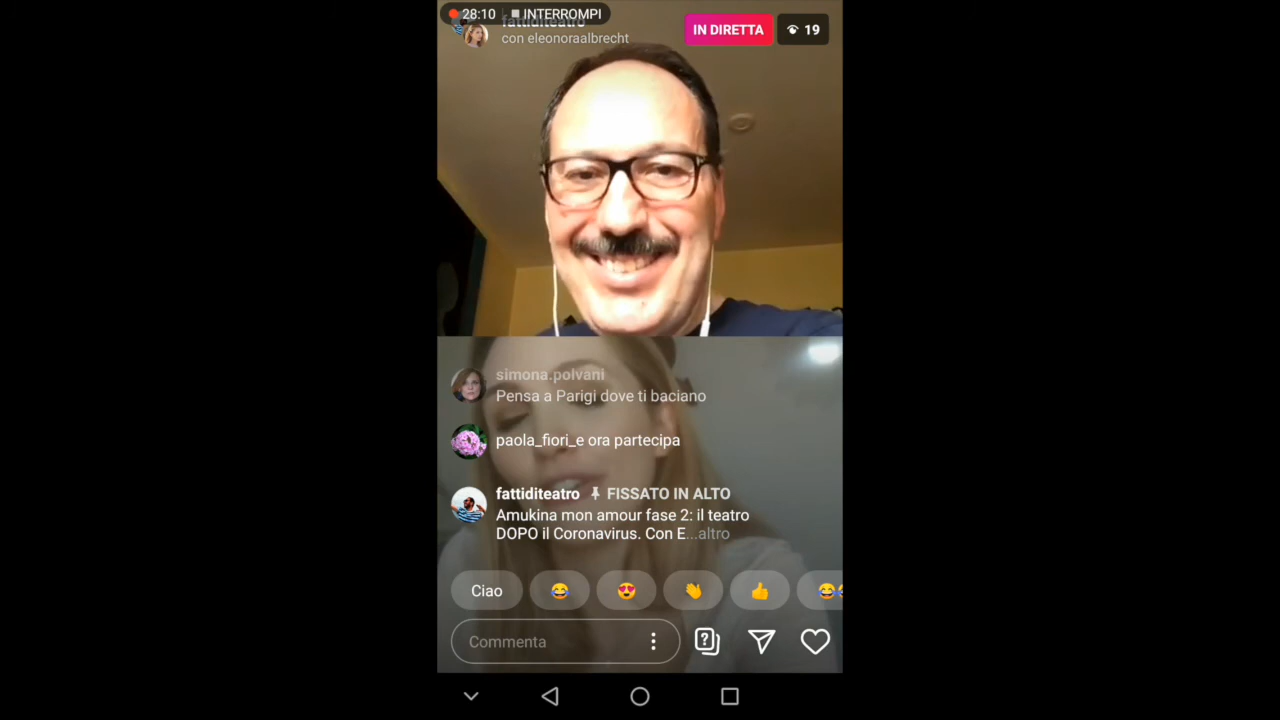 28:10 INTERROMPI
fattiditeatro
con eleonoraalbrecht
IN DIRETTA
19
simona.polvani
Pensa a Parigi dove ti baciano
paola_fiori_e ora partecipa
fattiditeatro FISSATO IN ALTO
Amukina mon amour fase 2: il teatro
DOPO il Coronavirus. Con E...altro
Ciao
Commenta